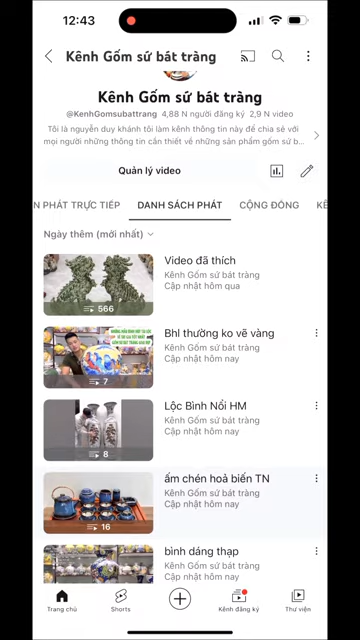 12:43
Kênh Gốm sứ bát tràng
Kênh Gốm sứ bát tràng
@KenhGomsubattrang 4,88 N người đăng ký 2,9 N video
Tôi là nguyễn duy khánh tôi làm kênh thông tin này để chia sẻ với
mọi người những thông tin cần thiết về những sản phẩm gốm sứ b...
Quản lý video
N PHÁT TRỰC TIẾP DANH SÁCH PHÁT CỘNG ĐỒNG KÊ
Ngày thêm (mới nhất)
Video đã thích
Kênh Gốm sứ bát tràng
Cập nhật hôm qua
566
Bhl thường ko vẽ vàng
Kênh Gốm sứ bát tràng
Cập nhật hôm nay
7
Lộc Bình Nổi HM
Kênh Gốm sứ bát tràng
Cập nhật hôm nay
8
ấm chén hoả biến TN
Kênh Gốm sứ bát tràng
Cập nhật hôm nay
16
bình dáng thạp
Kênh Gốm sứ bát tràng
Cập nhật hôm nay
Trang chủ Shorts Kênh đăng ký Thư viện